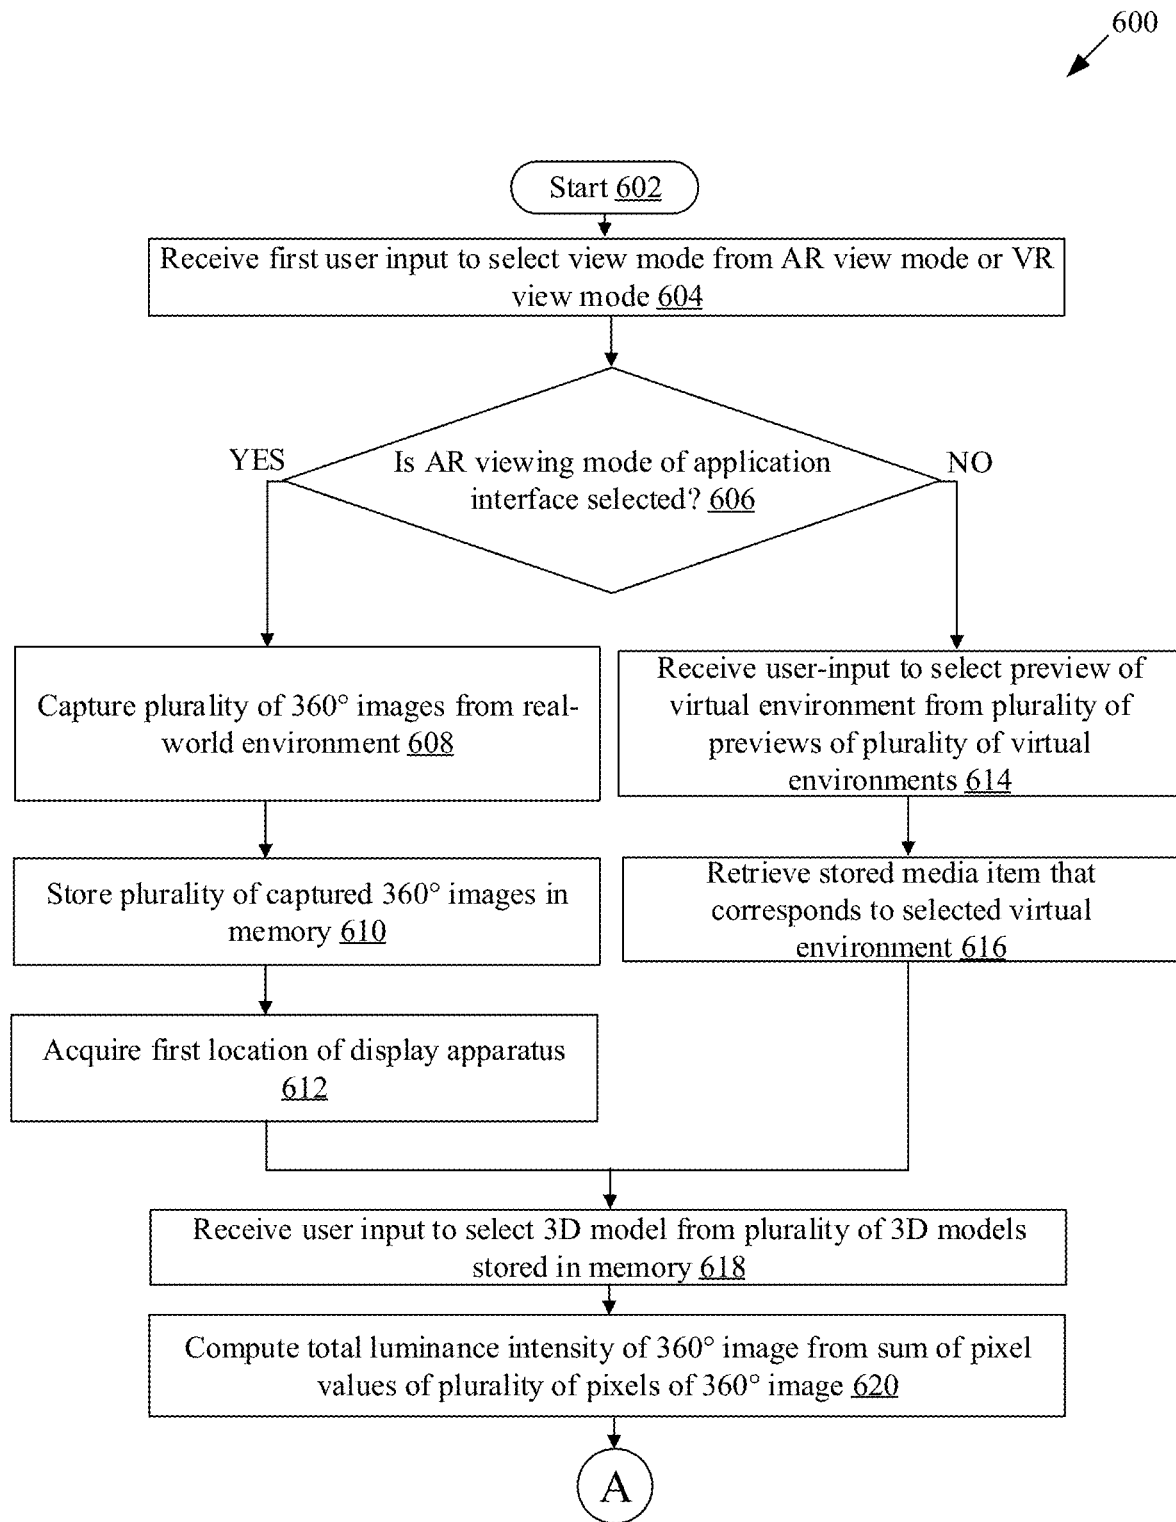 600
Start 602
Receive first user input to select view mode from AR view mode or VR
view mode 604
Is AR viewing mode of application
interface selected? 606
YES
NO
Capture plurality of 360° images from real-
world environment 608
Store plurality of captured 360° images in
memory 610
Acquire first location of display apparatus
612
Receive user-input to select preview of
virtual environment from plurality of
previews of plurality of virtual
environments 614
Retrieve stored media item that
corresponds to selected virtual
environment 616
Receive user input to select 3D model from plurality of 3D models
stored in memory 618
Compute total luminance intensity of 360° image from sum of pixel
values of plurality of pixels of 360° image 620
A